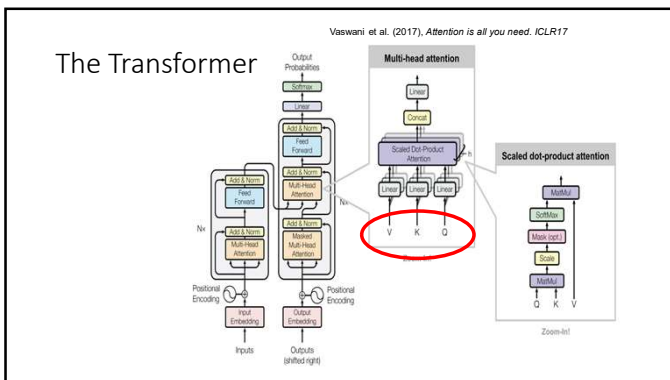 Vaswani et al. (2017), Attention is all you need. ICLR17
The Transformer
Output
Probabilities
Softmax
Linear
Add & Norm
Feed
Forward
Add & Norm
Multi-Head
Attention
Add & Norm
Masked
Multi-Head
Attention
Nx
Positional
Encoding
Output
Embedding
Outputs
(shifted right)
Add & Norm
Feed
Forward
Nx
Add & Norm
Multi-Head
Attention
Positional
Encoding
Input
Embedding
Inputs
Multi-head attention
Linear
Concat
Scaled Dot-Product
Attention
h
Linear
Linear
Linear
V
K
Q
Zoom-In!
Scaled dot-product attention
MatMul
SoftMax
Mask (opt.)
Scale
MatMul
Q
K
V
Zoom-In!